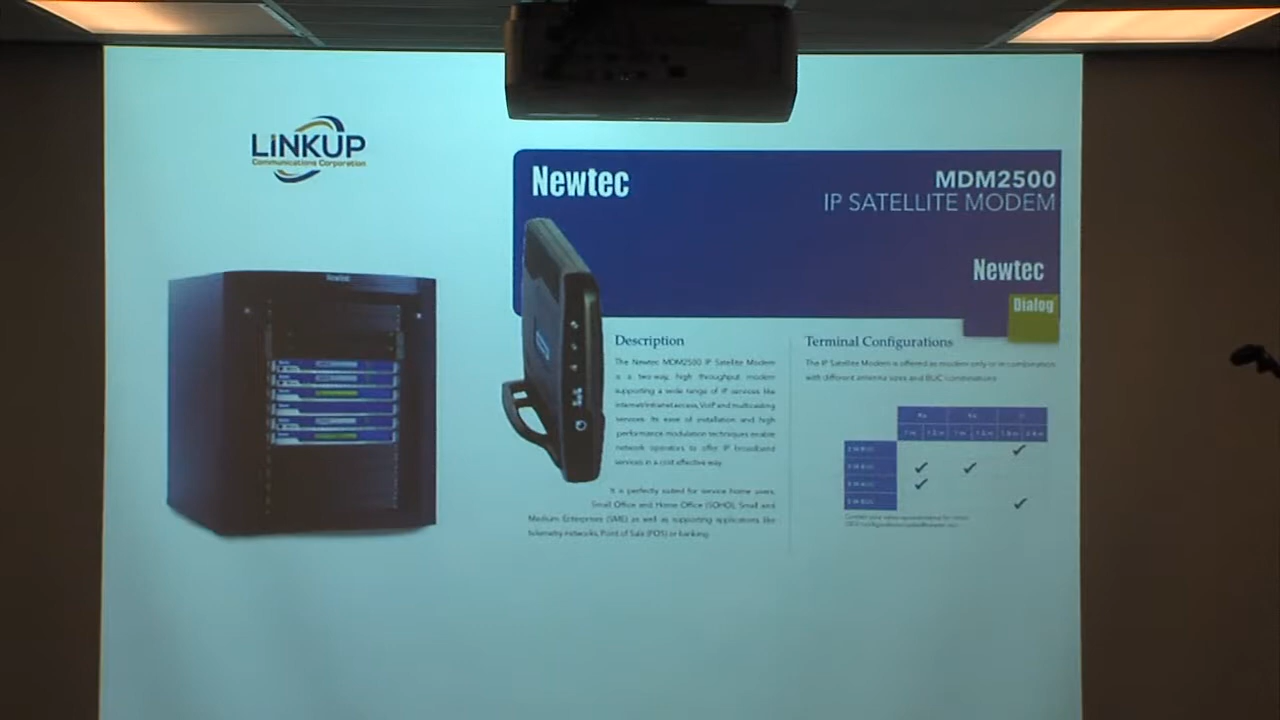 LINKUP
Communications Corporation
Newtec
MDM2500
IP SATELLITE MODEM
Newtec
Dialog
Newtec
Description
The Newtec MDM2500 IP Satellite Modem
is a two-way, high throughput modem
supporting a wide range of IP services like
internet/intranet access, VoIP and multicasting
services. Its ease of installation and high
performance modulation techniques enable
network operators to offer IP broadband
services in a cost effective way.
It is perfectly suited for service home users,
Small Office and Home Office (SOHO), Small and
Medium Enterprises (SME) as well as supporting applications like
telemetry networks, Point of Sale (POS) or banking.
Terminal Configurations
The IP Satellite Modem is offered as modem only or in combination
with different antenna sizes and BUC combinations.